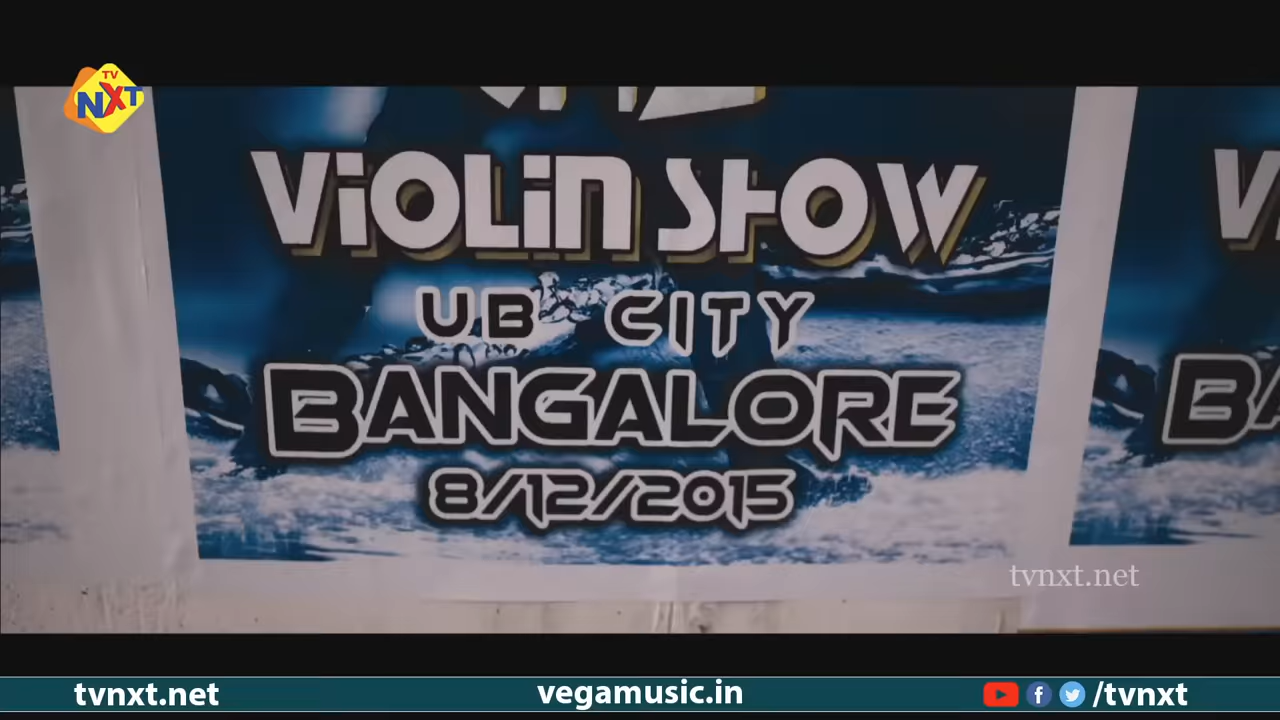 TV
NXT
VIOLIN SHOW
UB CITY
BANGALORE
8/12/2015
tvnxt.net
tvnxt.net
vegamusic.in
/tvnxt